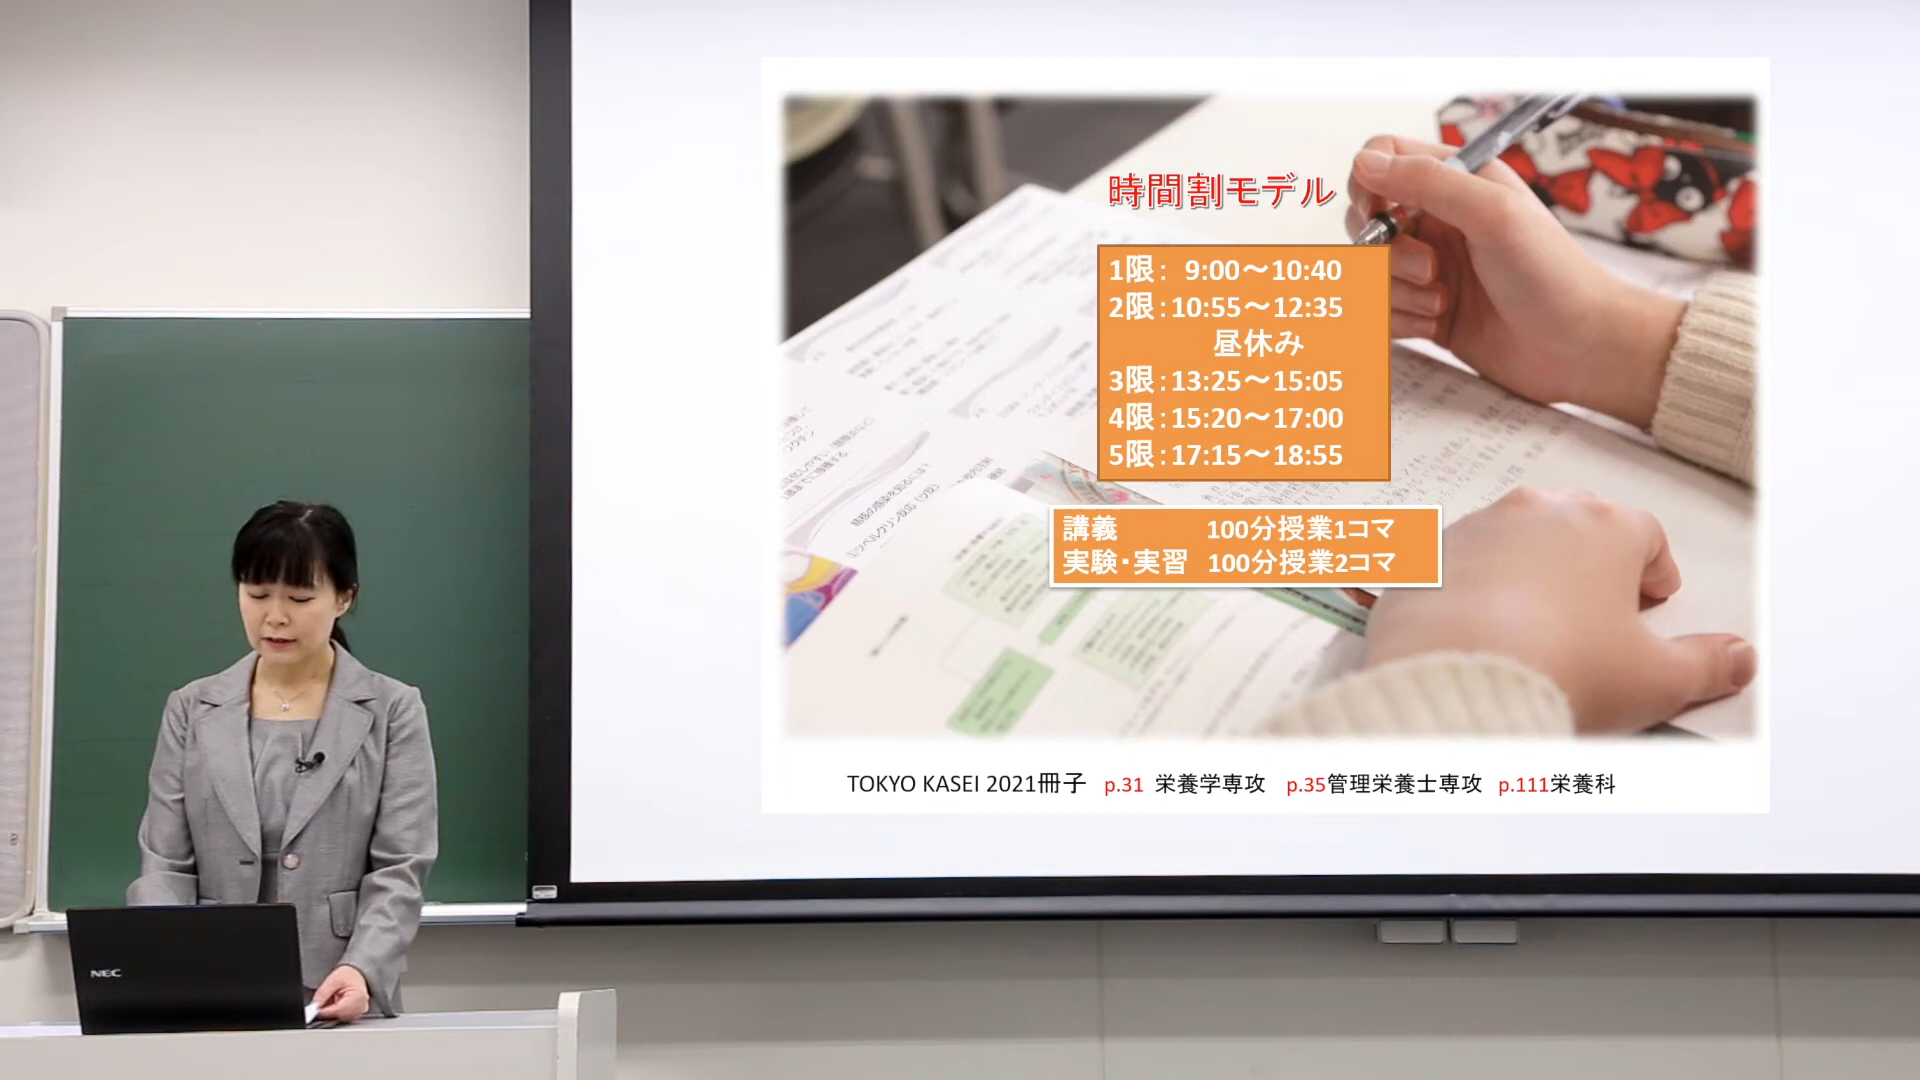 時間割モデル
1限： 9:00～10:40
2限：10:55～12:35
昼休み
3限：13:25～15:05
4限：15:20～17:00
5限：17:15～18:55
講義 100分授業1コマ
実験・実習 100分授業2コマ
TOKYO KASEI 2021冊子 p.31 栄養学専攻 p.35管理栄養士専攻 p.111栄養科
NEC